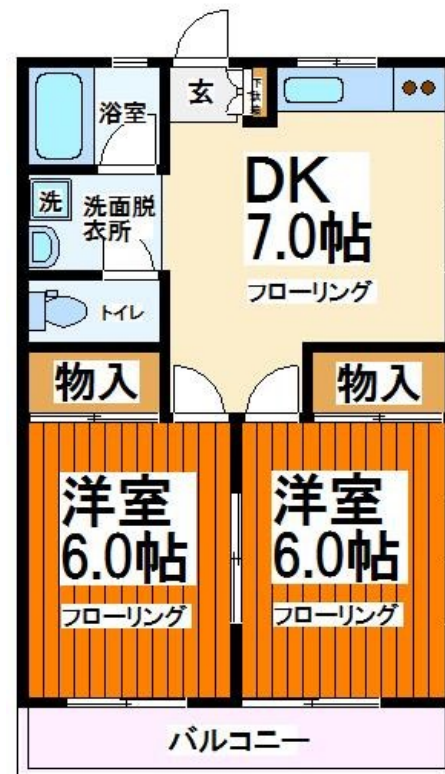 玄
下駄箱
浴室
DK
7.0帖
フローリング
洗
洗面脱
衣所
トイレ
物入
物入
洋室
6.0帖
フローリング
洋室
6.0帖
フローリング
バルコニー